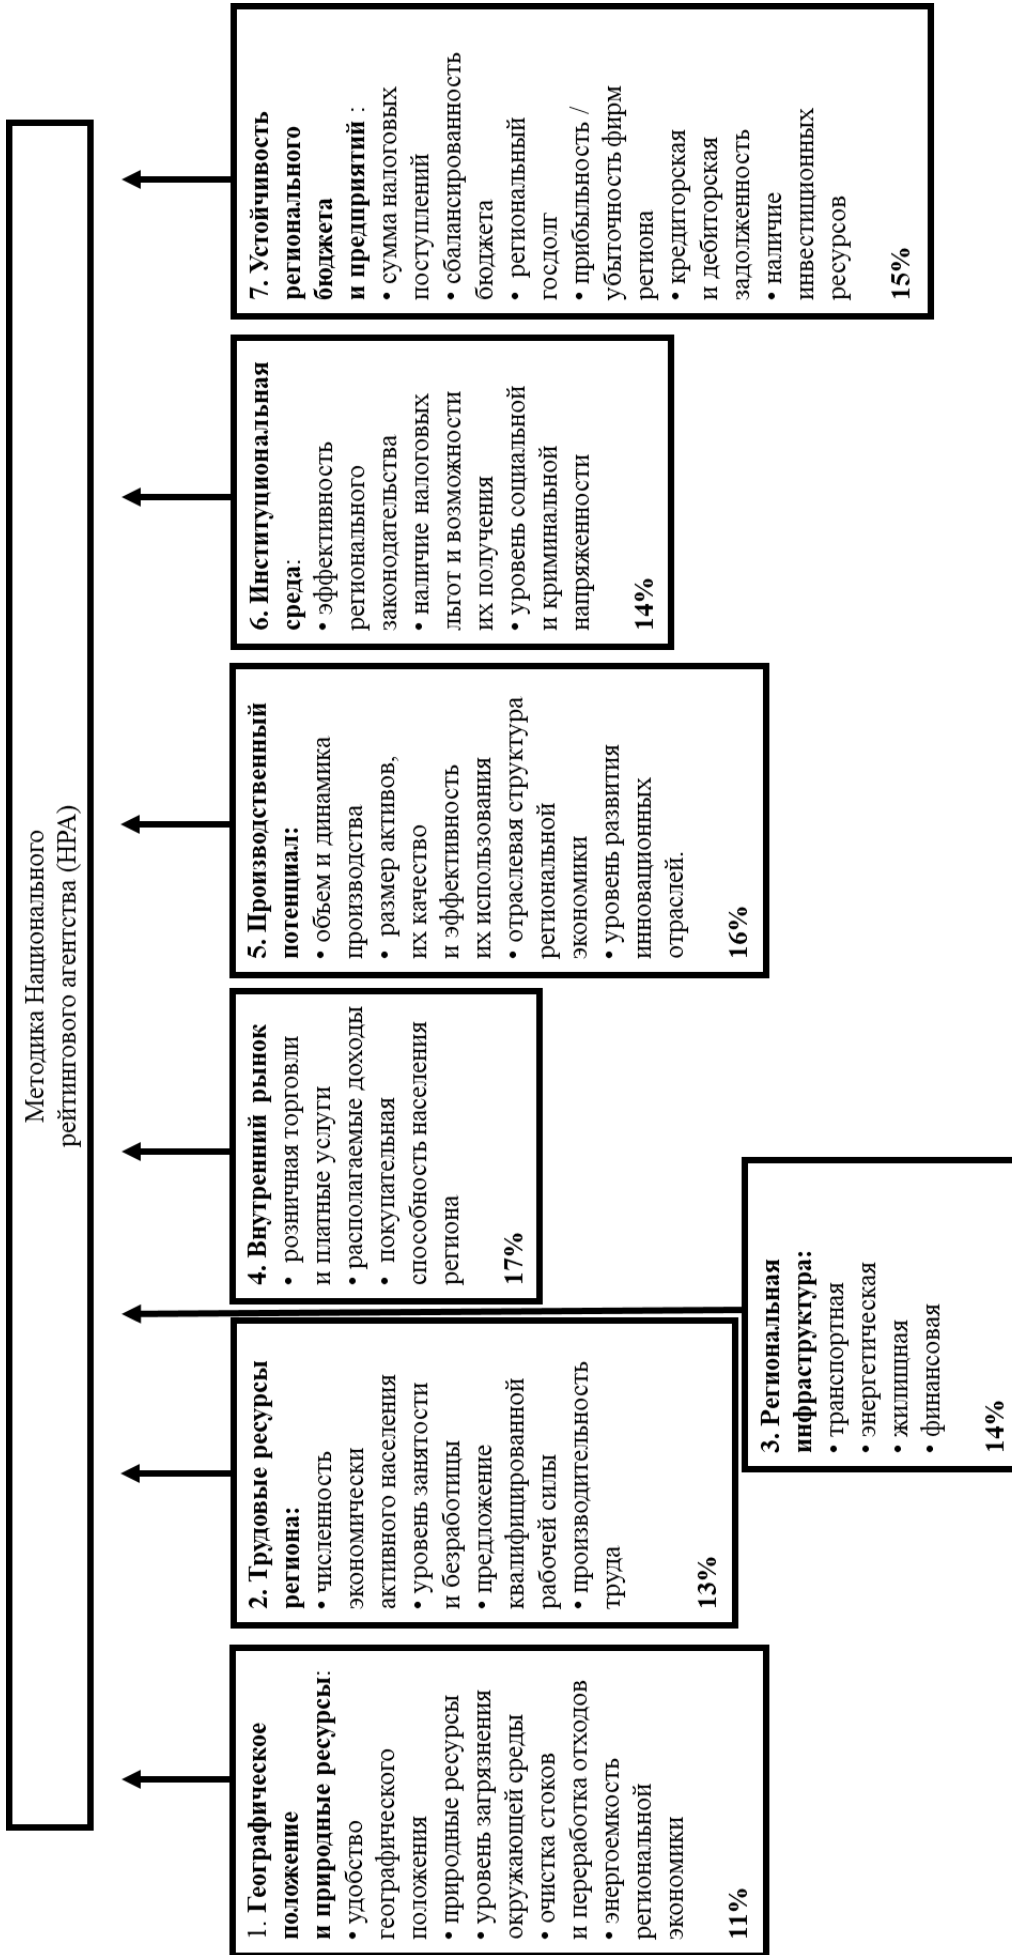 Методика Национального
рейтингового агентства (НРА)
1. Географическое
положение
и природные ресурсы:
• удобство
географического
положения
• природные ресурсы
• уровень загрязнения
окружающей среды
• очистка стоков
и переработка отходов
• энергоемкость
региональной
экономики
11%
2. Трудовые ресурсы
региона:
• численность
экономически
активного населения
• уровень занятости
и безработицы
• предложение
квалифицированной
рабочей силы
• производительность
труда
13%
3. Региональная
инфраструктура:
• транспортная
• энергетическая
• жилищная
• финансовая
14%
4. Внутренний рынок
• розничная торговли
и платные услуги
• располагаемые доходы
• покупательная
способность населения
региона
17%
5. Производственный
потенциал:
• объем и динамика
производства
• размер активов,
их качество
и эффективность
их использования
• отраслевая структура
региональной
экономики
• уровень развития
инновационных
отраслей.
16%
6. Институциональная
среда:
• эффективность
регионального
законодательства
• наличие налоговых
льгот и возможности
их получения
• уровень социальной
и криминальной
напряженности
14%
7. Устойчивость
регионального
бюджета
и предприятий :
• сумма налоговых
поступлений
• сбалансированность
бюджета
• региональный
госдолг
• прибыльность /
убыточность фирм
региона
• кредиторская
и дебиторская
задолженность
• наличие
инвестиционных
ресурсов
15%